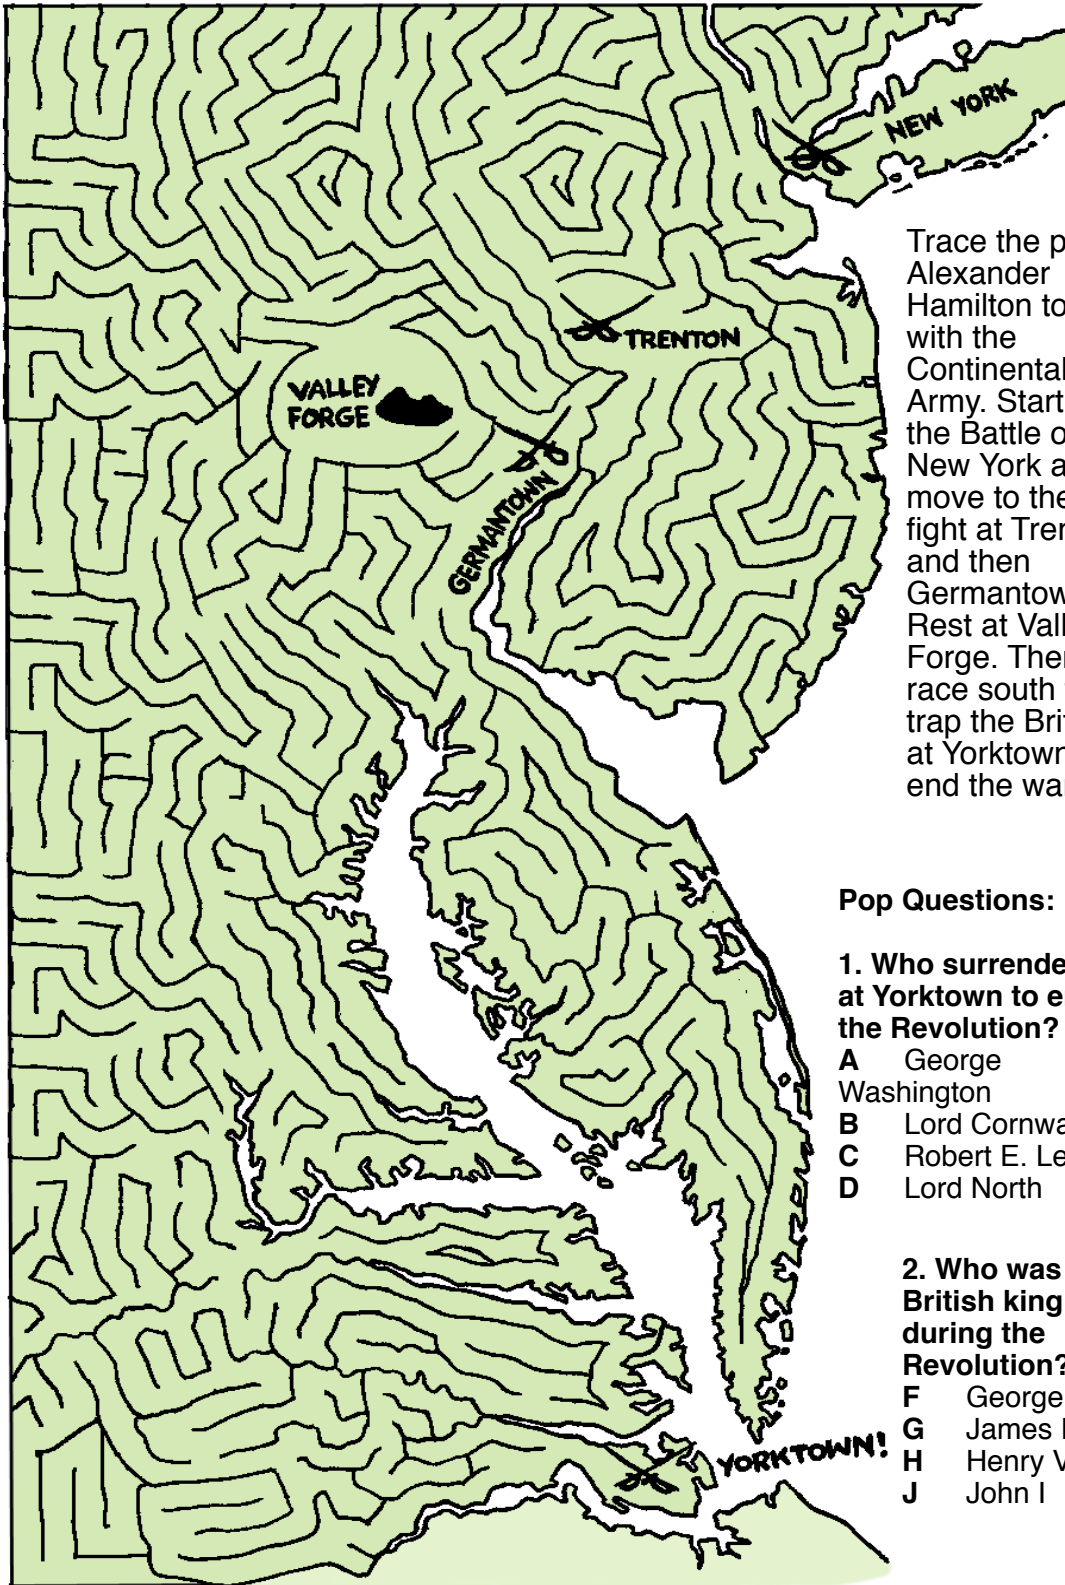 NEW YORK
Trace the p
Alexander
Hamilton to
with the
Continental
Army. Start
the Battle o
New York a
move to the
fight at Tren
and then
Germantow
Rest at Vall
Forge. Then
race south
trap the Brit
at Yorktown
end the war
TRENTON
VALLEY
FORGE
GERMANTOWN
Pop Questions:
1. Who surrende
at Yorktown to e
the Revolution?
A George
Washington
B Lord Cornwa
C Robert E. Le
D Lord North
2. Who was
British king
during the
Revolution?
F George
G James I
H Henry V
J John I
YORKTOWN!